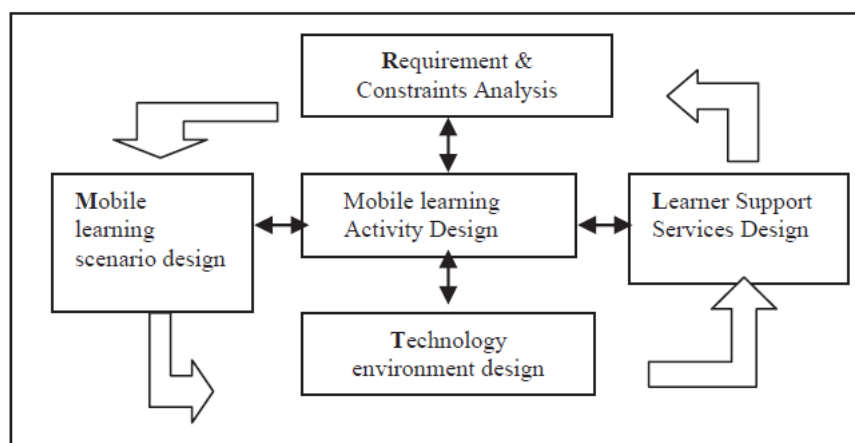 Requirement &
Constraints Analysis
Mobile
learning
scenario design
Mobile learning
Activity Design
Learner Support
Services Design
Technology
environment design